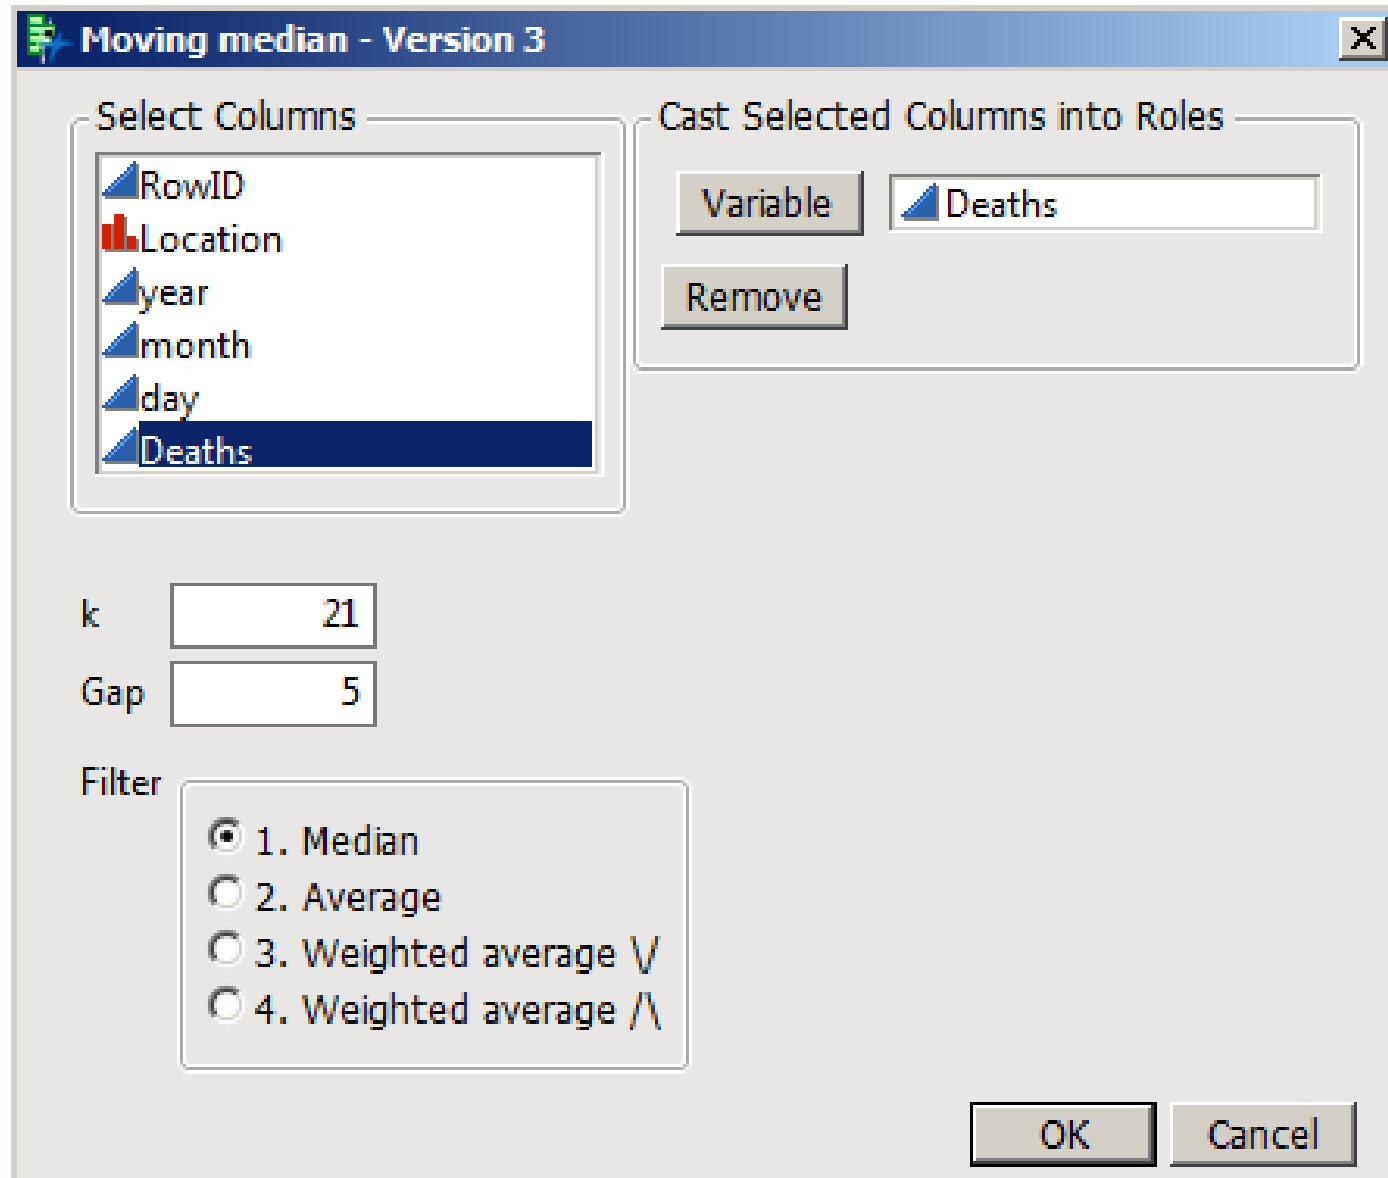 Moving median - Version 3
Select Columns
RowID
Location
year
month
day
Deaths
Cast Selected Columns into Roles
Variable
Deaths
Remove
k 21
Gap 5
Filter
1. Median
2. Average
3. Weighted average \/
4. Weighted average /\
OK Cancel